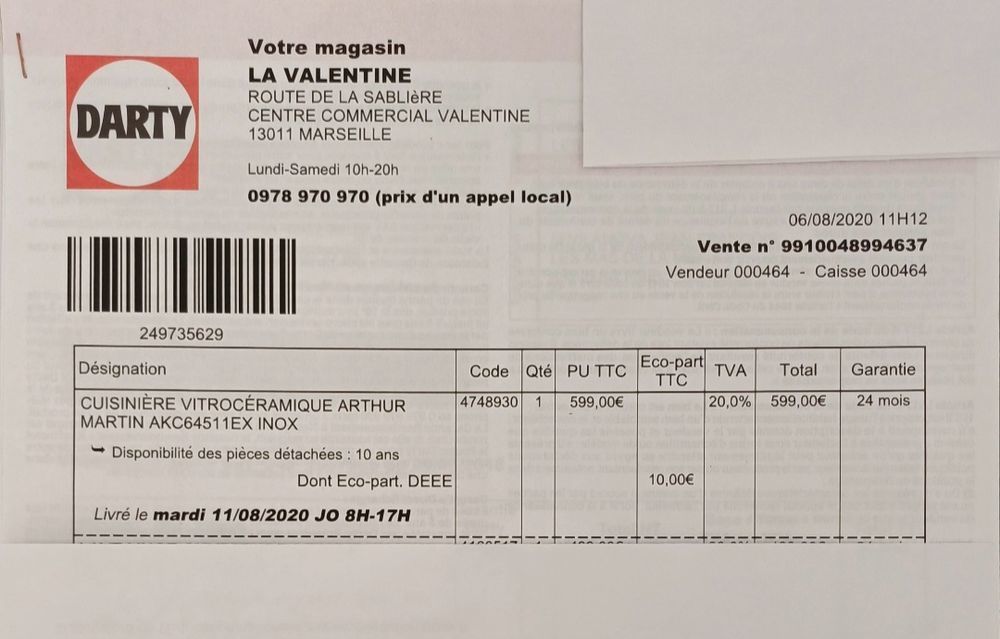 DARTY
Votre magasin
LA VALENTINE
ROUTE DE LA SABLIèRE
CENTRE COMMERCIAL VALENTINE
13011 MARSEILLE
Lundi-Samedi 10h-20h
0978 970 970 (prix d'un appel local)
06/08/2020 11H12
Vente n° 9910048994637
Vendeur 000464 - Caisse 000464
249735629
Désignation Code Qté PU TTC Eco-part TTC TVA Total Garantie
CUISINIÈRE VITROCÉRAMIQUE ARTHUR 4748930 1 599,00€ 20,0% 599,00€ 24 mois
MARTIN AKC64511EX INOX
Disponibilité des pièces détachées : 10 ans
Dont Eco-part. DEEE 10,00€
Livré le mardi 11/08/2020 JO 8H-17H